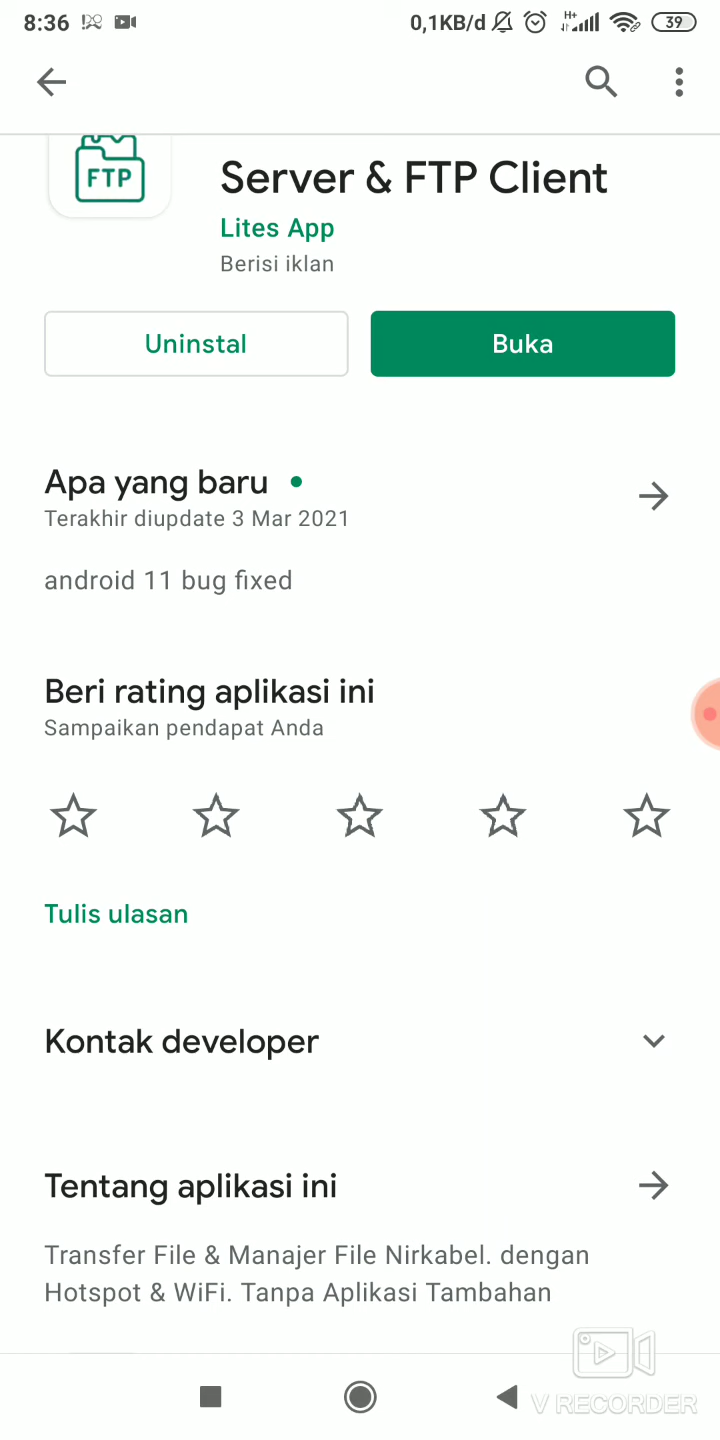 8:36
0,1KB/d
H+
39
FTP
Server & FTP Client
Lites App
Berisi iklan
Uninstal
Buka
Apa yang baru
Terakhir diupdate 3 Mar 2021
android 11 bug fixed
Beri rating aplikasi ini
Sampaikan pendapat Anda
Tulis ulasan
Kontak developer
Tentang aplikasi ini
Transfer File & Manajer File Nirkabel. dengan
Hotspot & WiFi. Tanpa Aplikasi Tambahan
V RECORDER